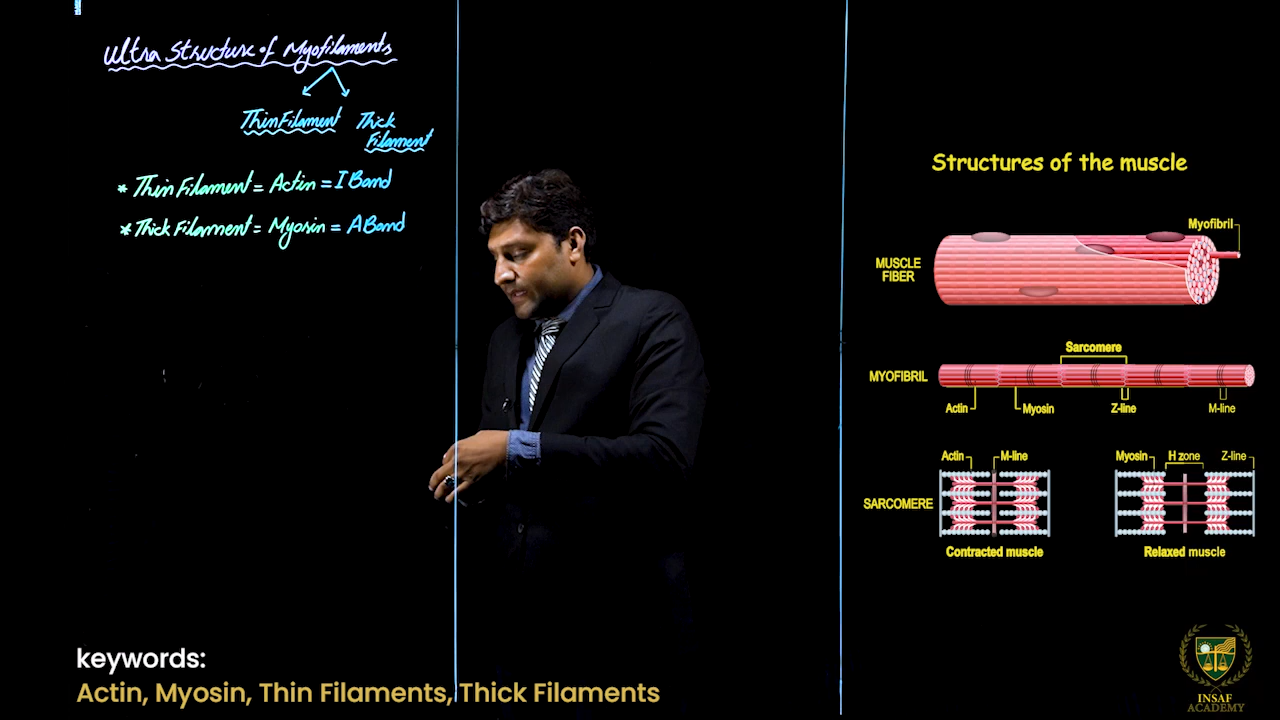 Ultra Structure of Myofilaments
Thin Filament
Thick
Filament
* Thin Filament = Actin = I Band
* Thick Filament = Myosin = A Band
Structures of the muscle
Myofibril
MUSCLE
FIBER
Sarcomere
MYOFIBRIL
Actin
Myosin
Z-line
M-line
Actin
M-line
Myosin
H zone
Z-line
SARCOMERE
Contracted muscle
Relaxed muscle
keywords:
Actin, Myosin, Thin Filaments, Thick Filaments
INSAF
ACADEMY